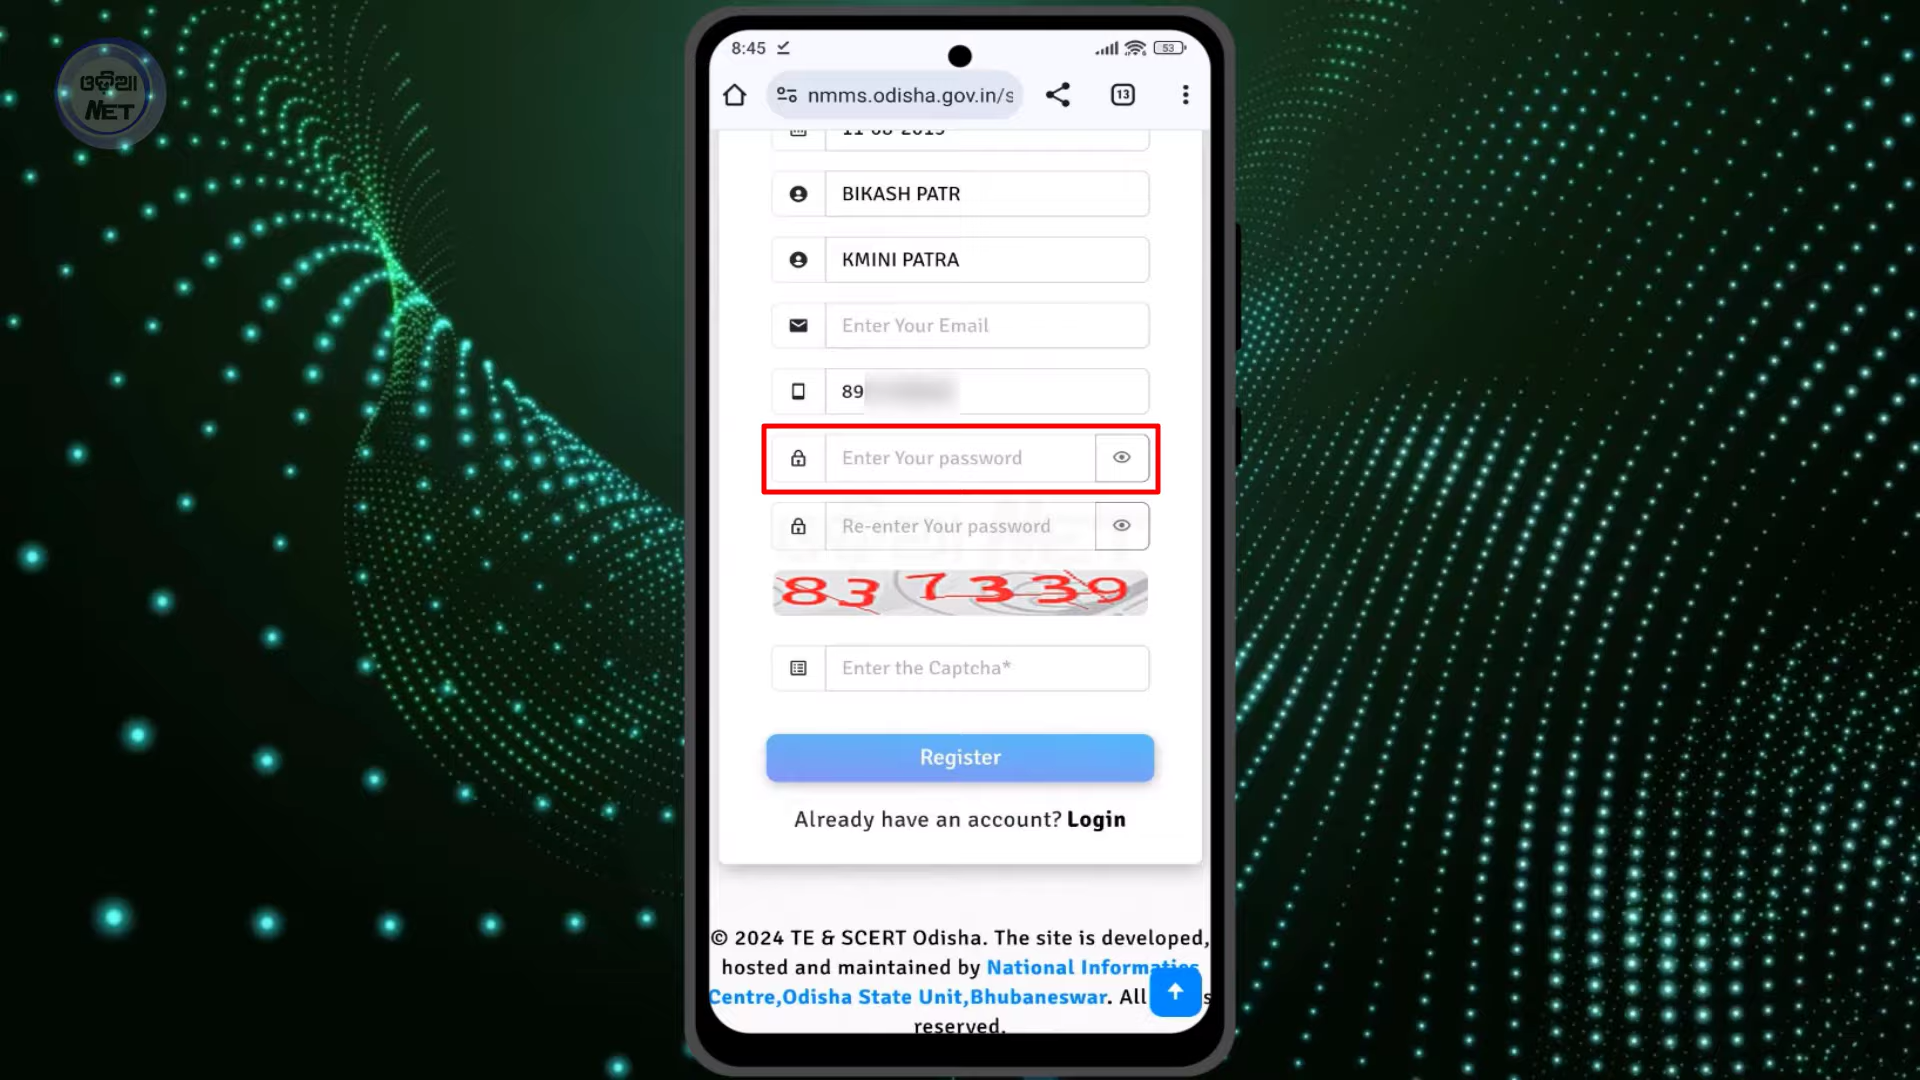 ଓଡ଼ିଆ
NET
8:45
53
nmms.odisha.gov.in/s
13
BIKASH PATR
KMINI PATRA
Enter Your Email
89
Enter Your password
Re-enter Your password
837339
Enter the Captcha*
Register
Already have an account? Login
© 2024 TE & SCERT Odisha. The site is developed,
hosted and maintained by National Informatics
Centre,Odisha State Unit,Bhubaneswar. All
reserved.